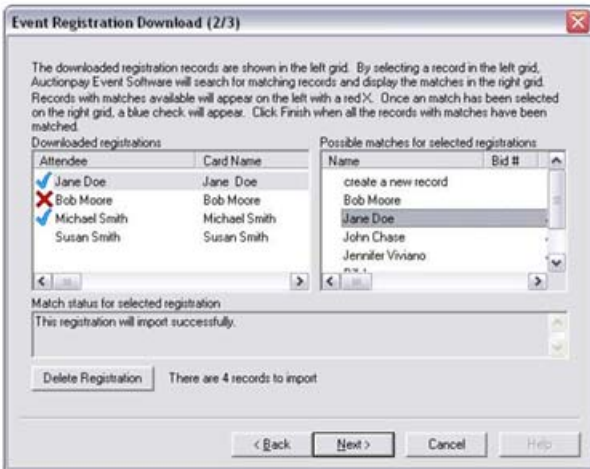 Event Registration Download (2/3)
The downloaded registration records are shown in the left grid. By selecting a record in the left grid,
Auctionpay Event Software will search for matching records and display the matches in the right grid.
Records with matches available will appear on the left with a red X. Once an match has been selected
on the right grid, a blue check will appear. Click Finish when all the records with matches have been
matched.
Downloaded registrations
Attendee Card Name
Jane Doe Jane Doe
Bob Moore Bob Moore
Michael Smith Michael Smith
Susan Smith Susan Smith
Possible matches for selected registrations
Name Bid #
create a new record
Bob Moore
Jane Doe
John Chase
Jennifer Viviano
Match status for selected registration
This registration will import successfully.
Delete Registration There are 4 records to import
< Back Next > Cancel Help